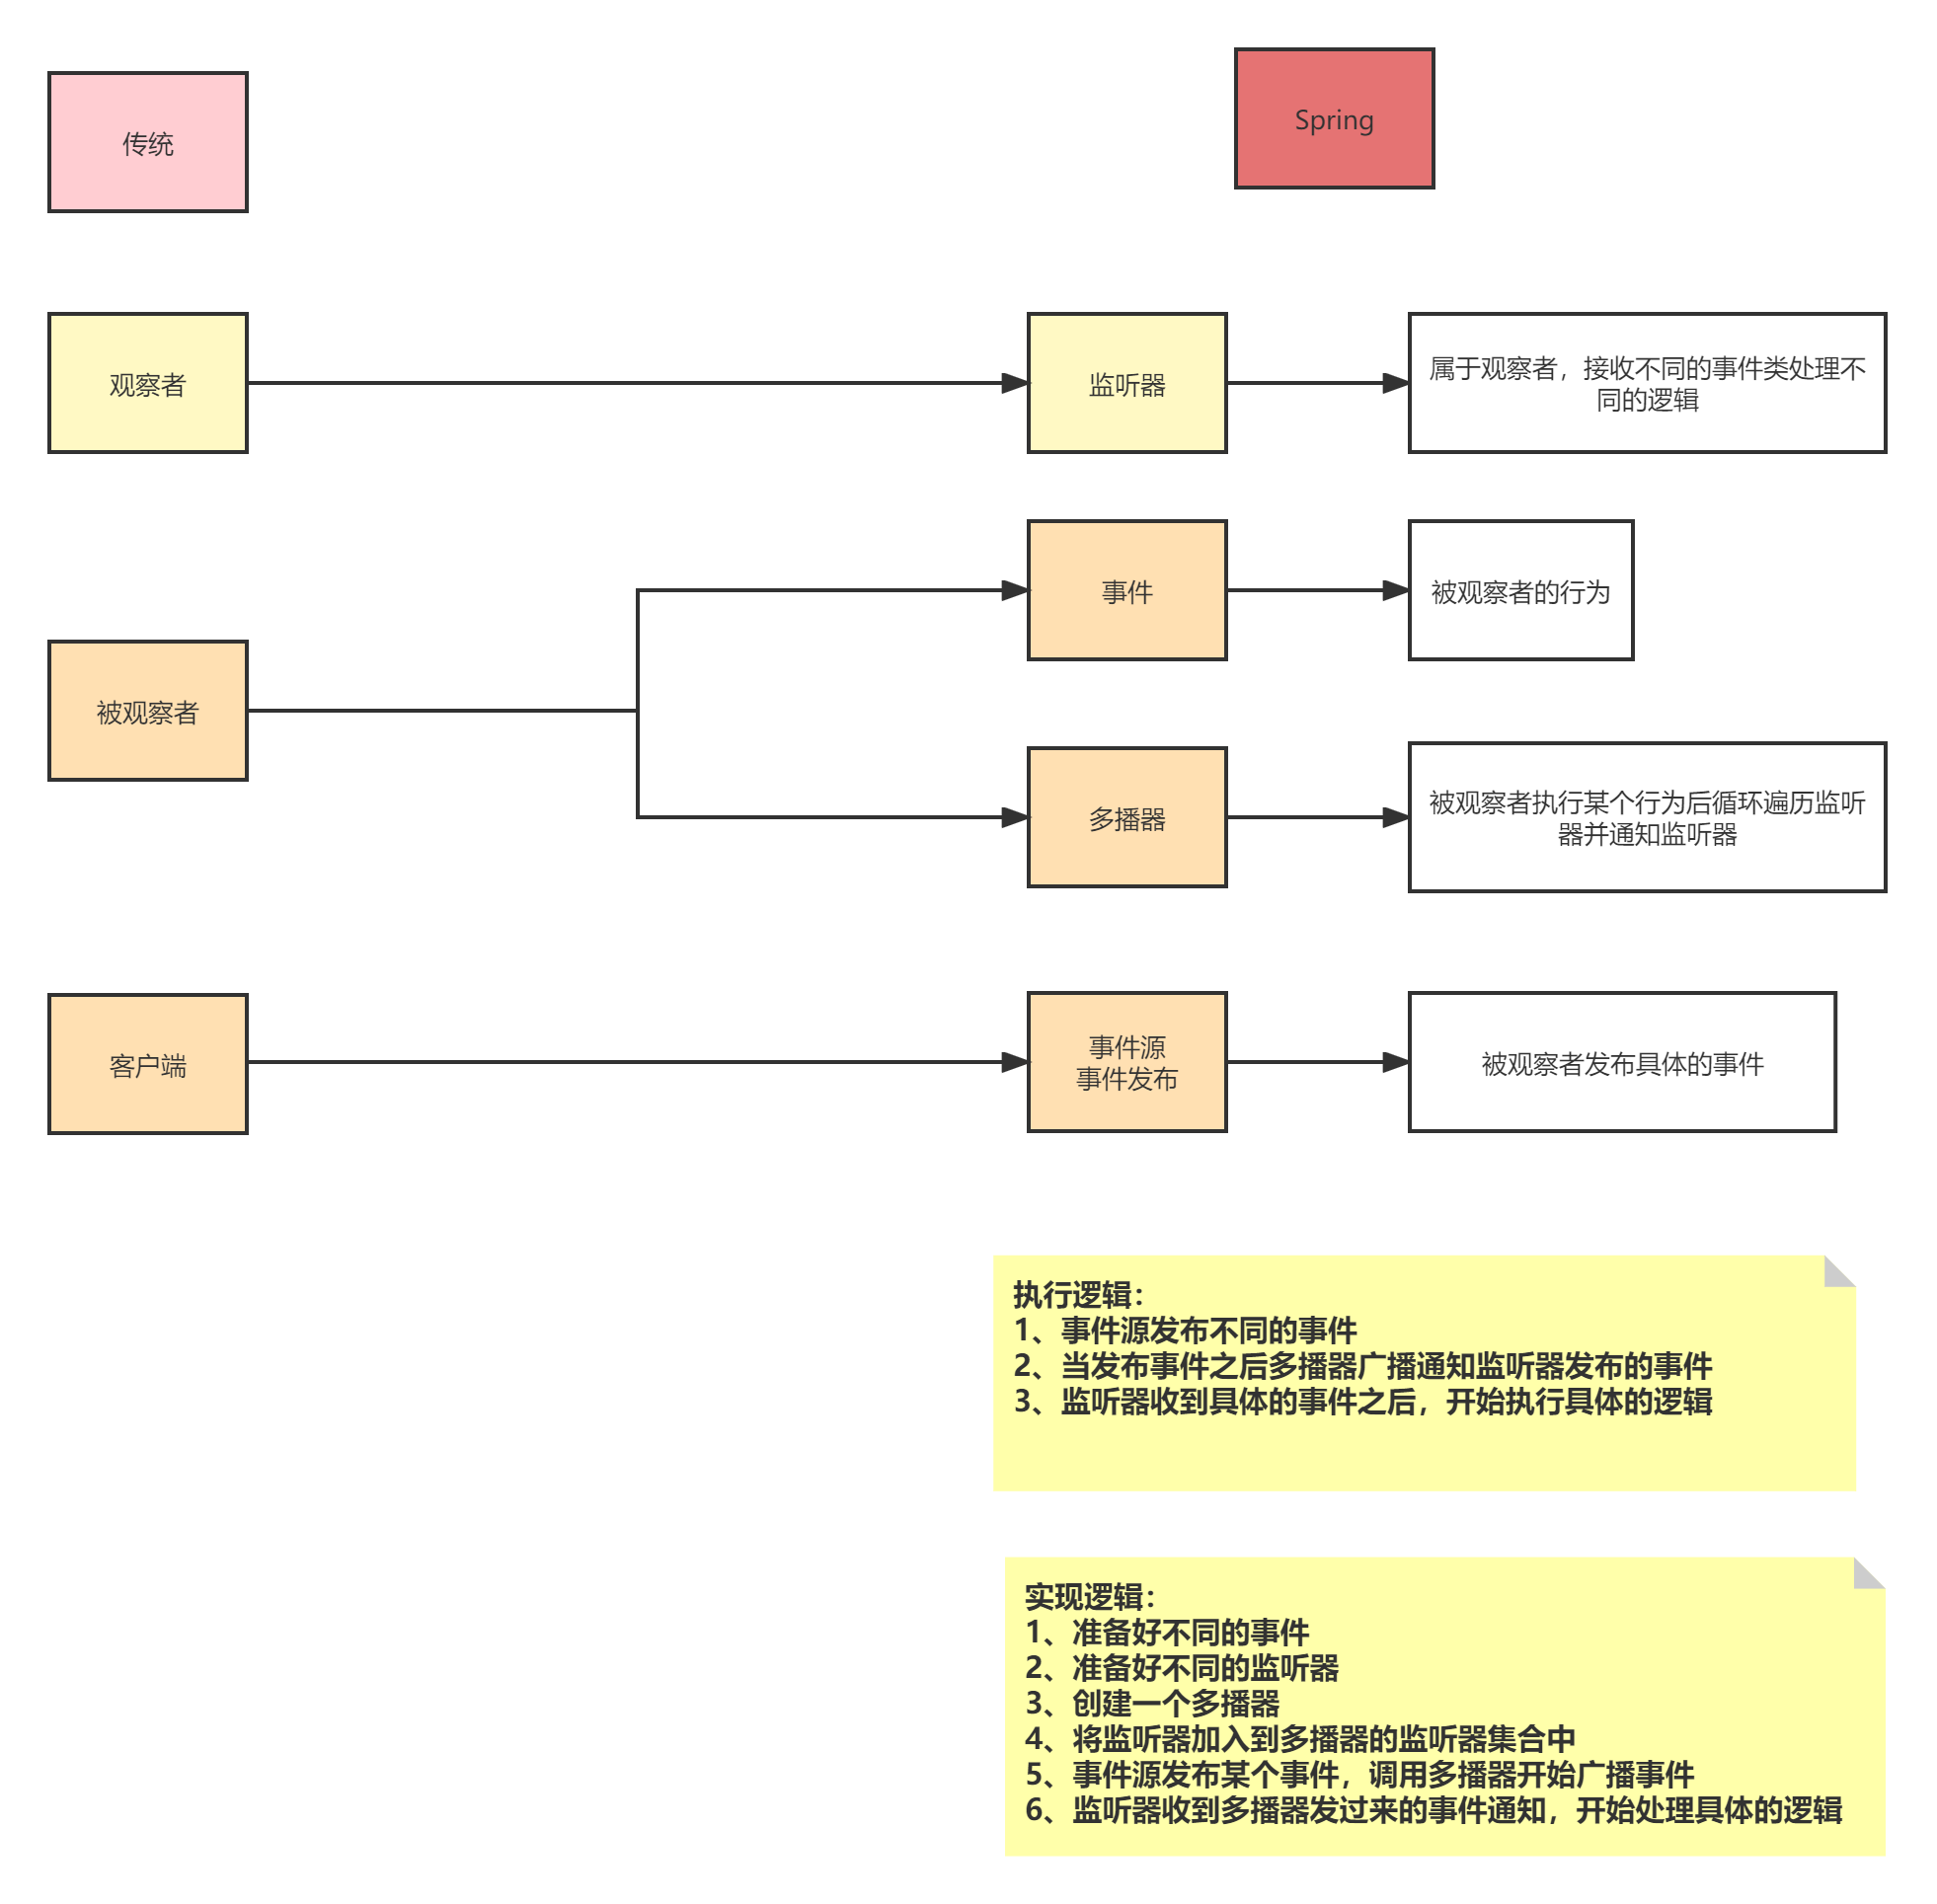 传统
Spring
观察者
监听器
属于观察者，接收不同的事件类处理不
同的逻辑
事件
被观察者的行为
被观察者
多播器
被观察者执行某个行为后循环遍历监听
器并通知监听器
客户端
事件源
事件发布
被观察者发布具体的事件
执行逻辑：
1、事件源发布不同的事件
2、当发布事件之后多播器广播通知监听器发布的事件
3、监听器收到具体的事件之后，开始执行具体的逻辑
实现逻辑：
1、准备好不同的事件
2、准备好不同的监听器
3、创建一个多播器
4、将监听器加入到多播器的监听器集合中
5、事件源发布某个事件，调用多播器开始广播事件
6、监听器收到多播器发过来的事件通知，开始处理具体的逻辑